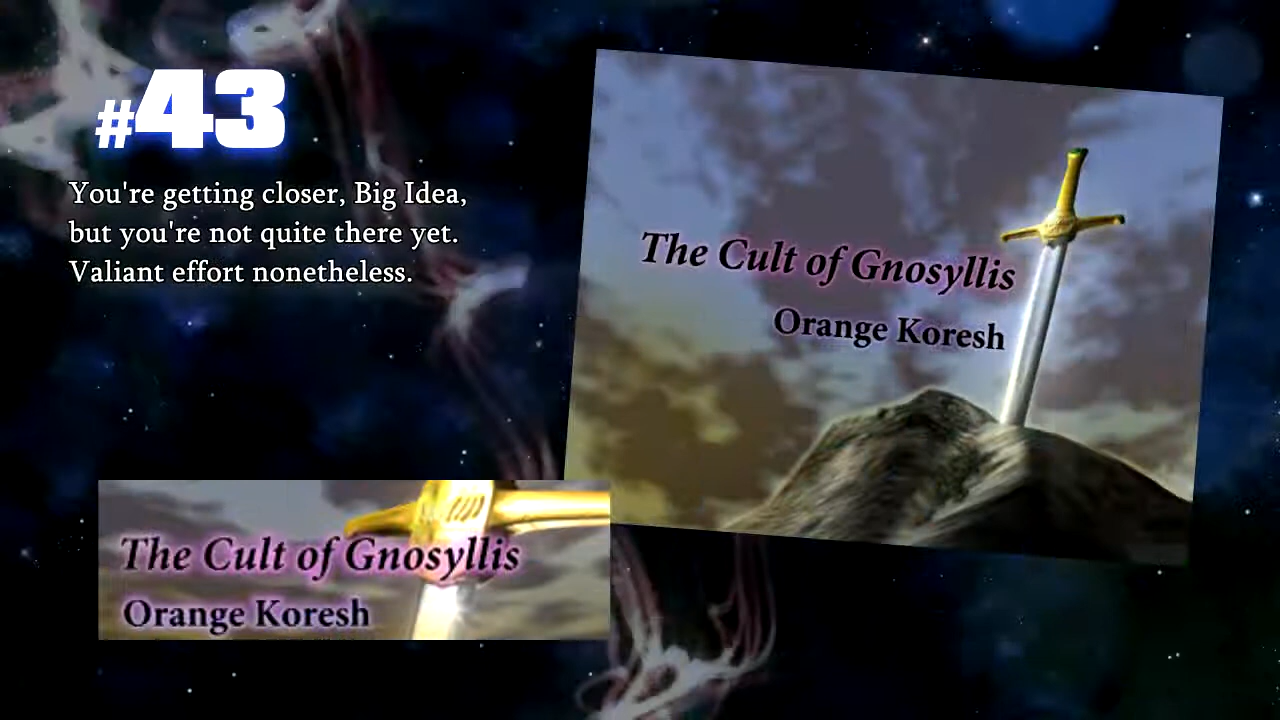 #43
You're getting closer, Big Idea,
but you're not quite there yet.
Valiant effort nonetheless.
The Cult of Gnosyllis
Orange Koresh
The Cult of Gnosyllis
Orange Koresh